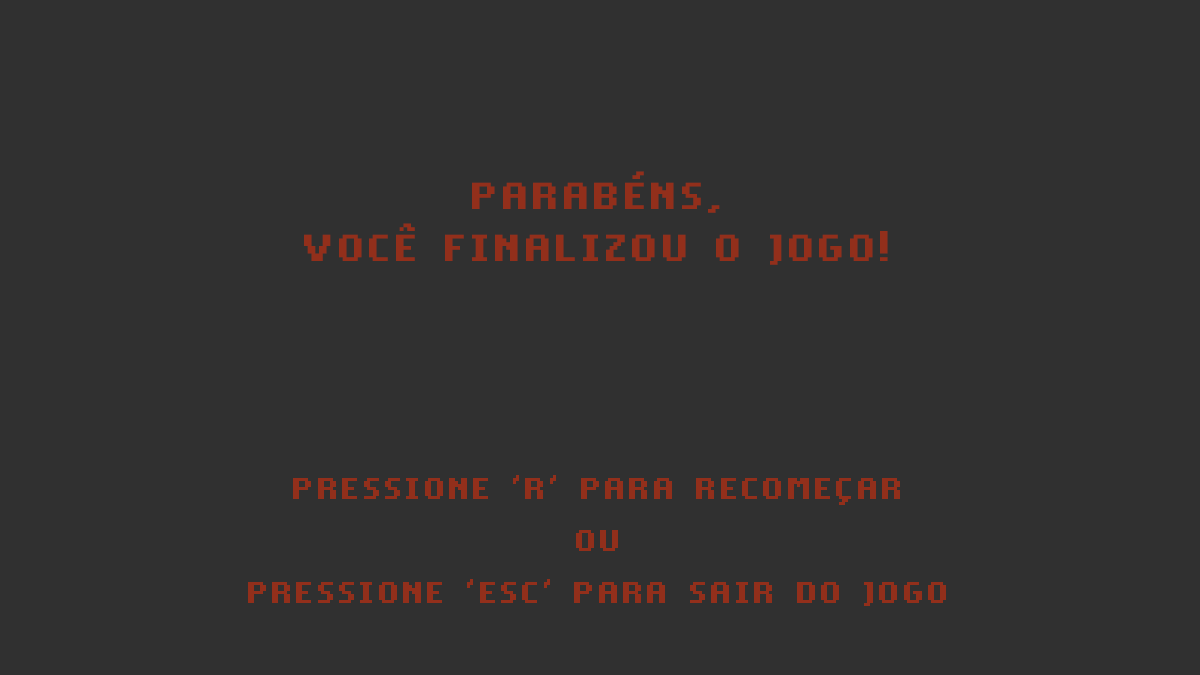 PARABÉNS,
VOCÊ FINALIZOU O JOGO!
PRESSIONE 'R' PARA RECOMEÇAR
OU
PRESSIONE 'ESC' PARA SAIR DO JOGO